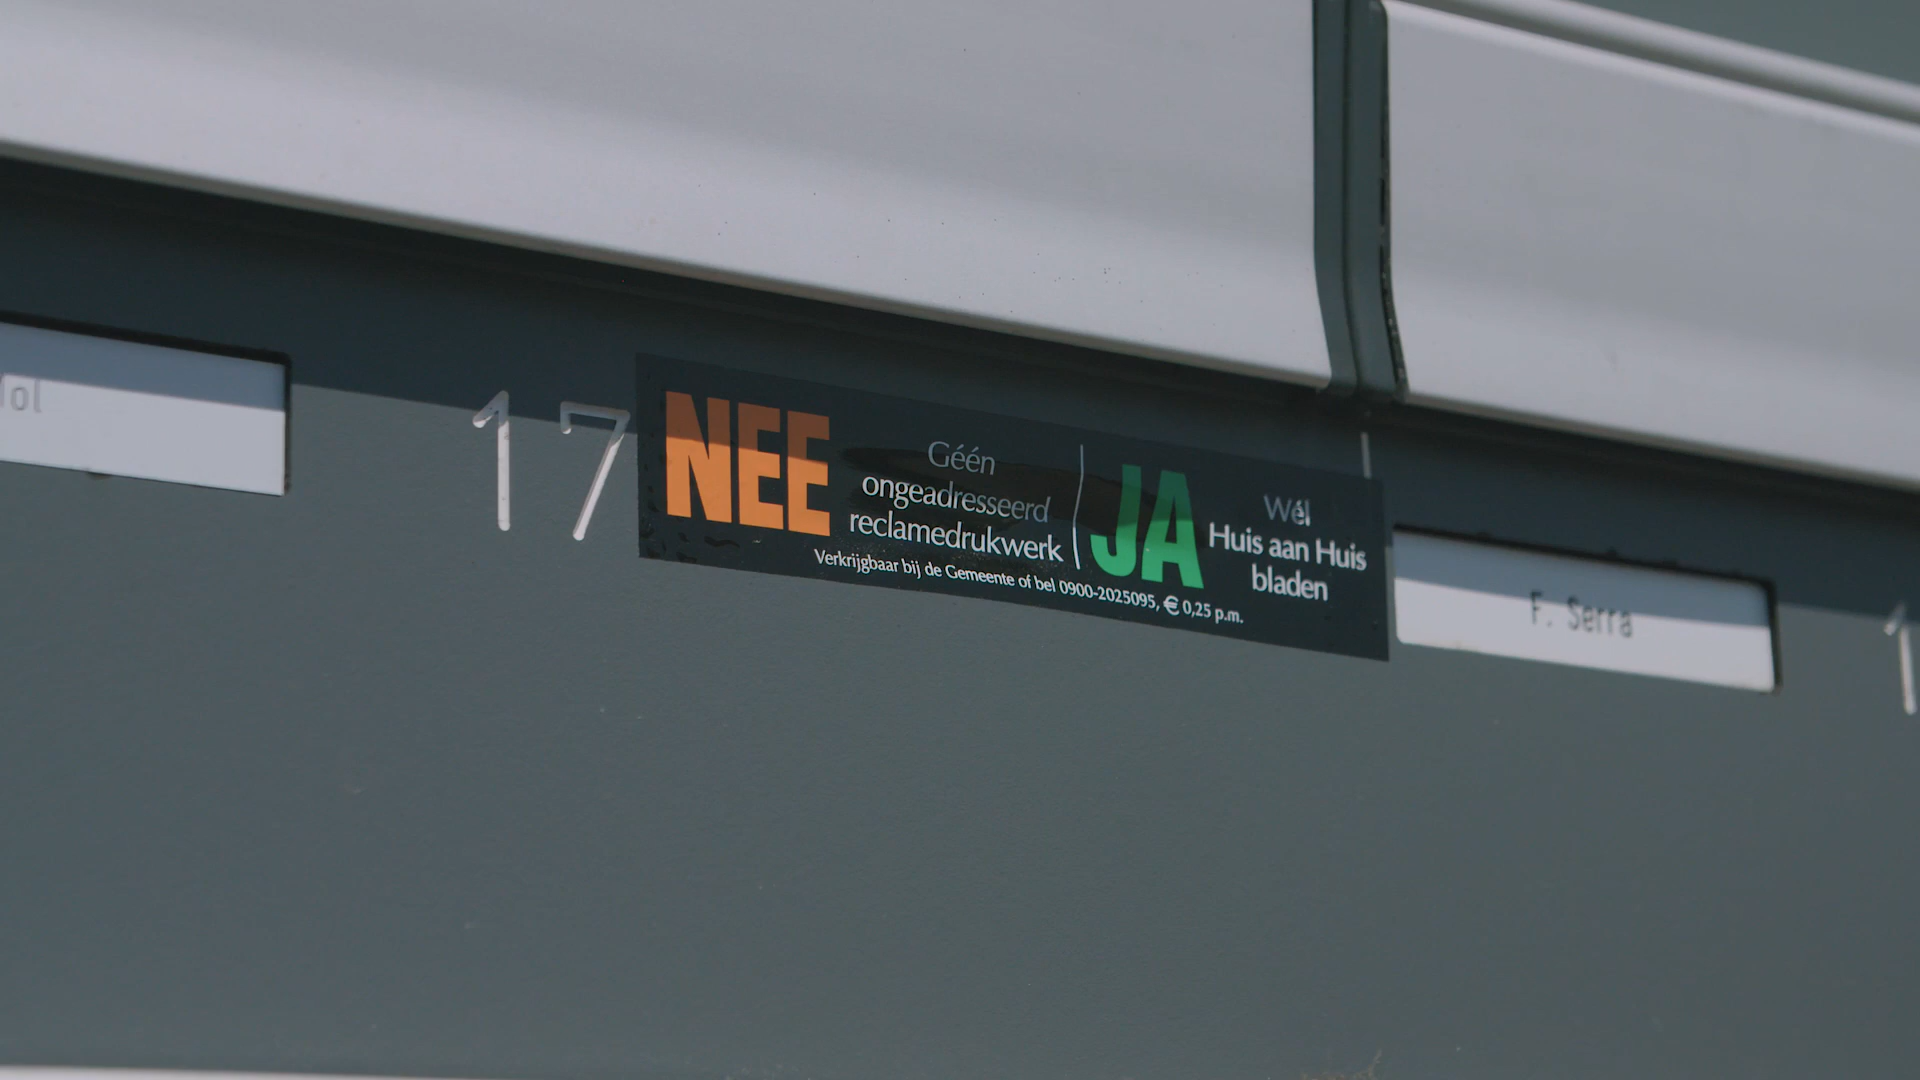 17
NEE
Géén
ongeadresseerd
reclamedrukwerk
JA
Wél
Huis aan Huis
bladen
Verkrijgbaar bij de Gemeente of bel 0900-2025095, € 0,25 p.m.
F. Serra
1